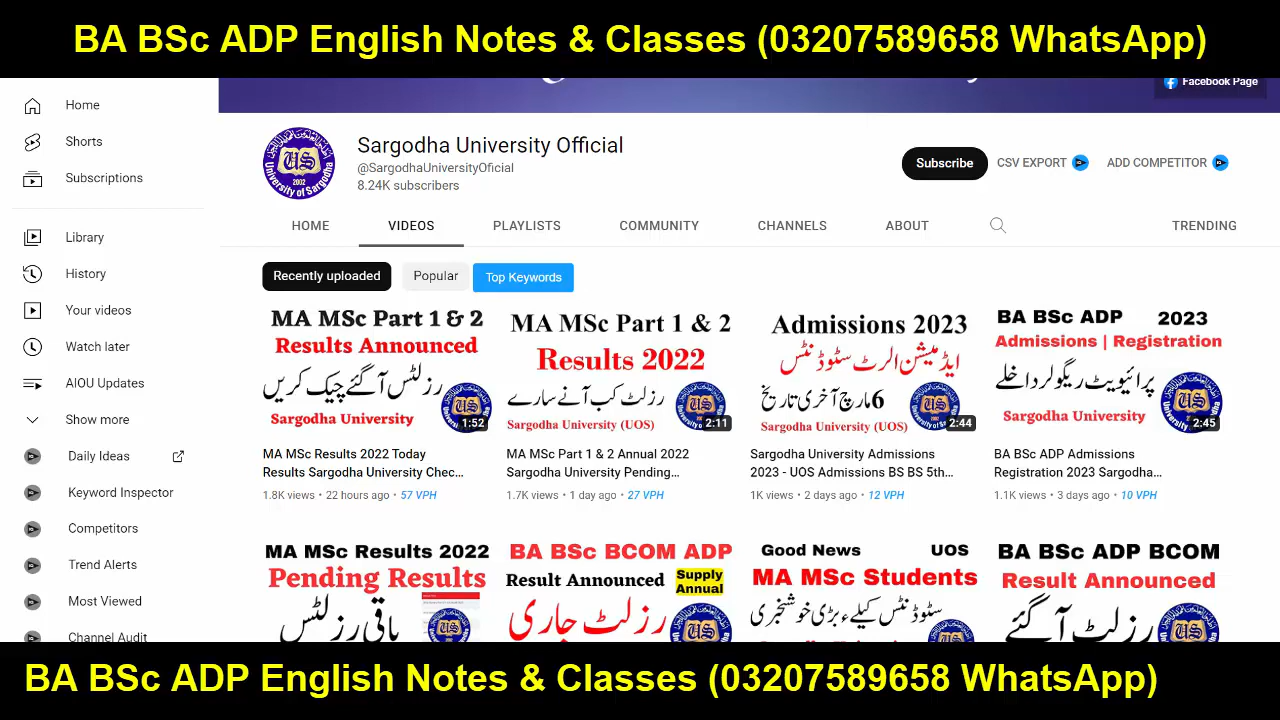 BA BSc ADP English Notes & Classes (03207589658 WhatsApp)
Facebook Page
Home
Shorts
Subscriptions
Library
History
Your videos
Watch later
AIOU Updates
Show more
Daily Ideas
Keyword Inspector
Competitors
Trend Alerts
Most Viewed
Channel Audit
US
2002
University of Sargodha
Sargodha University Official
@SargodhaUniversityOficial
8.24K subscribers
Subscribe
CSV EXPORT
ADD COMPETITOR
HOME VIDEOS PLAYLISTS COMMUNITY CHANNELS ABOUT TRENDING
Recently uploaded Popular Top Keywords
MA MSc Part 1 & 2
Results Announced
رزلٹس آگئے چیک کریں
Sargodha University
1:52
MA MSc Results 2022 Today
Results Sargodha University Chec...
1.8K views • 22 hours ago • 57 VPH
MA MSc Part 1 & 2
Results 2022
رزلٹ کب آنے سارے
Sargodha University (UOS)
2:11
MA MSc Part 1 & 2 Annual 2022
Sargodha University Pending...
1.7K views • 1 day ago • 27 VPH
Admissions 2023
ایڈمیشن الرٹ سٹوڈنٹس
6مارچ آخری تاریخ
Sargodha University (UOS)
2:44
Sargodha University Admissions
2023 - UOS Admissions BS BS 5th...
1K views • 2 days ago • 12 VPH
BA BSc ADP 2023
Admissions | Registration
پرائیویٹ ریگولر داخلے
Sargodha University
2:45
BA BSc ADP Admissions
Registration 2023 Sargodha...
1.1K views • 3 days ago • 10 VPH
MA MSc Results 2022
Pending Results
باقی رزلٹس
BA BSc BCOM ADP
Result Announced
Supply
Annual
رزلٹ جاری
Good News UOS
MA MSc Students
سٹوڈنٹس کیلیے بڑی خوشخبری
BA BSc ADP BCOM
Result Announced
رزلٹ آگئے
BA BSc ADP English Notes & Classes (03207589658 WhatsApp)